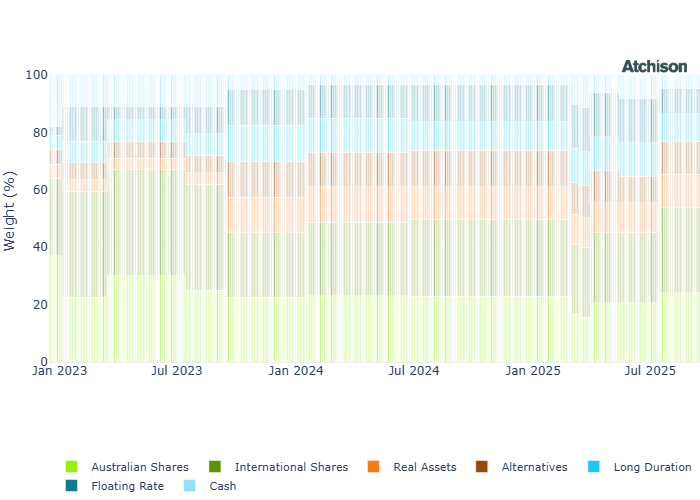 Atchison
100
80
60
40
20
0
Weight (%)
Jan 2023 Jul 2023 Jan 2024 Jul 2024 Jan 2025 Jul 2025
Australian Shares International Shares Real Assets Alternatives Long Duration
Floating Rate Cash